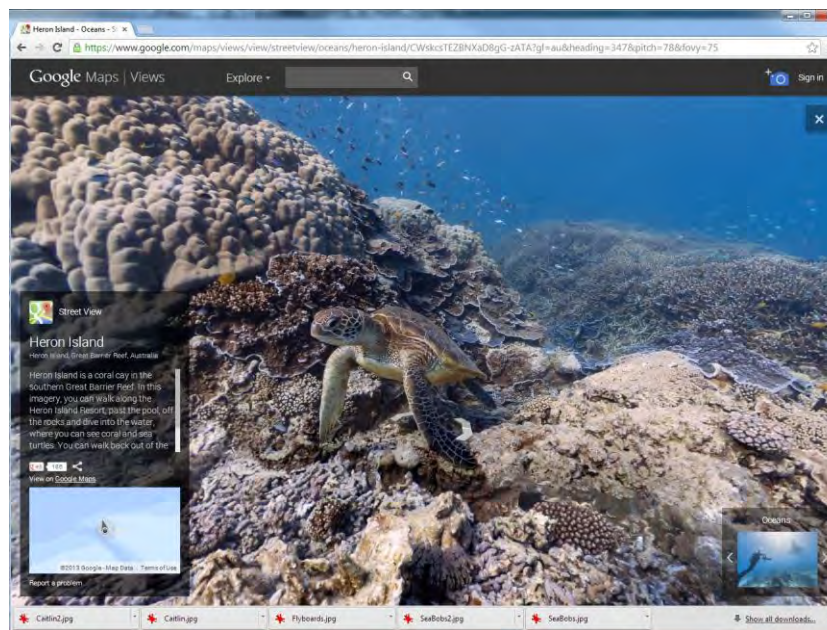 Heron Island - Oceans - S
https://www.google.com/maps/views/view/streetview/oceans/heron-island/CWskcsTEZBNXaD8gG-zATA?gl=au&heading=347&pitch=78&fovy=75
Google Maps | Views
Explore
Sign in
Street View
Heron Island
Heron Island, Great Barrier Reef, Australia
Heron Island is a coral cay in the
southern Great Barrier Reef. In this
imagery, you can walk along the
Heron Island Resort, past the pool, off
the rocks and dive into the water,
where you can see coral and sea
turtles. You can walk back out of the
View on Google Maps
©2013 Google - Map Data Terms of Use
Report a problem
Oceans
Caitlin2.jpg
Caitlin.jpg
Flyboards.jpg
SeaBobs2.jpg
SeaBobs.jpg
Show all downloads...